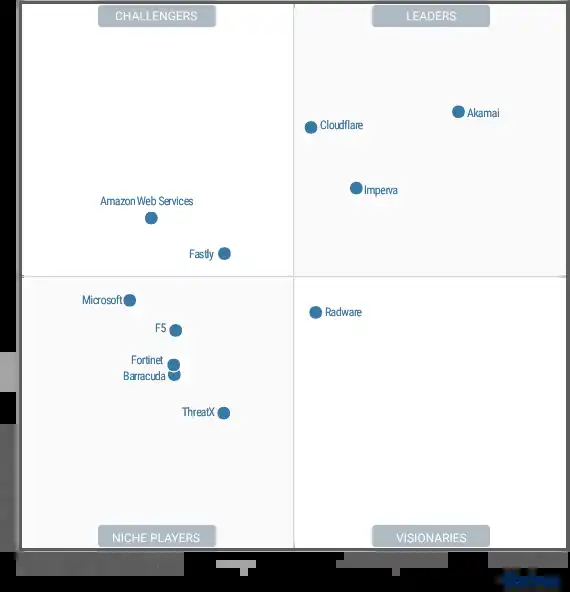 CHALLENGERS
LEADERS
Akamai
Cloudflare
Imperva
Amazon Web Services
Fastly
Microsoft
Radware
F5
Fortinet
Barracuda
ThreatX
NICHE PLAYERS
VISIONARIES